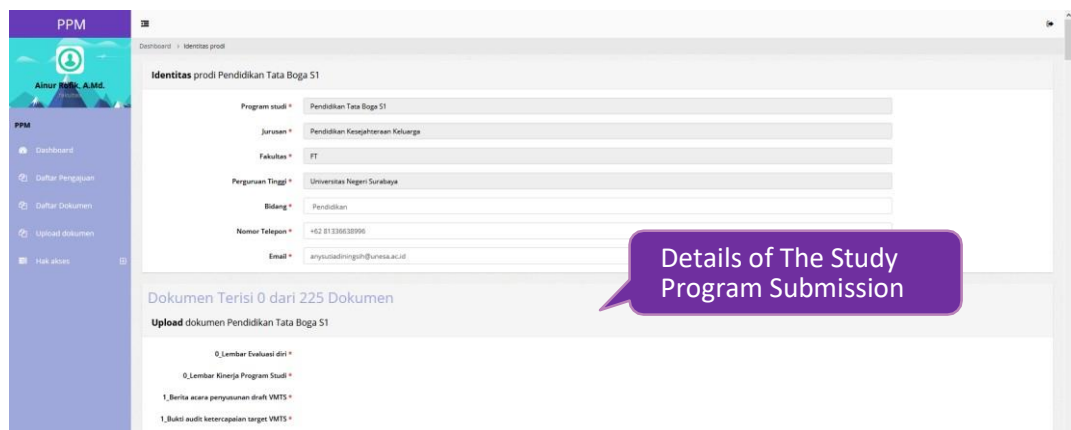 PPM
Dashboard > Identitas prodi
Ainur Rofik, A.Md.
PPM
Dashboard
Daftar Pengajuan
Daftar Dokumen
Upload dokumen
Hak akses
Identitas prodi Pendidikan Tata Boga S1
Program studi * Pendidikan Tata Boga S1
Jurusan * Pendidikan Kesejahteraan Keluarga
Fakultas * FT
Perguruan Tinggi * Universitas Negeri Surabaya
Bidang * Pendidikan
Nomor Telepon * +62 81336638996
Email * anysutiadiningsih@unesa.ac.id
Details of The Study
Program Submission
Dokumen Terisi 0 dari 225 Dokumen
Upload dokumen Pendidikan Tata Boga S1
0_Lembar Evaluasi diri *
0_Lembar Kinerja Program Studi *
1_Berita acara penyusunan draft VMTS *
1_Bukti audit ketercapaian target VMTS *